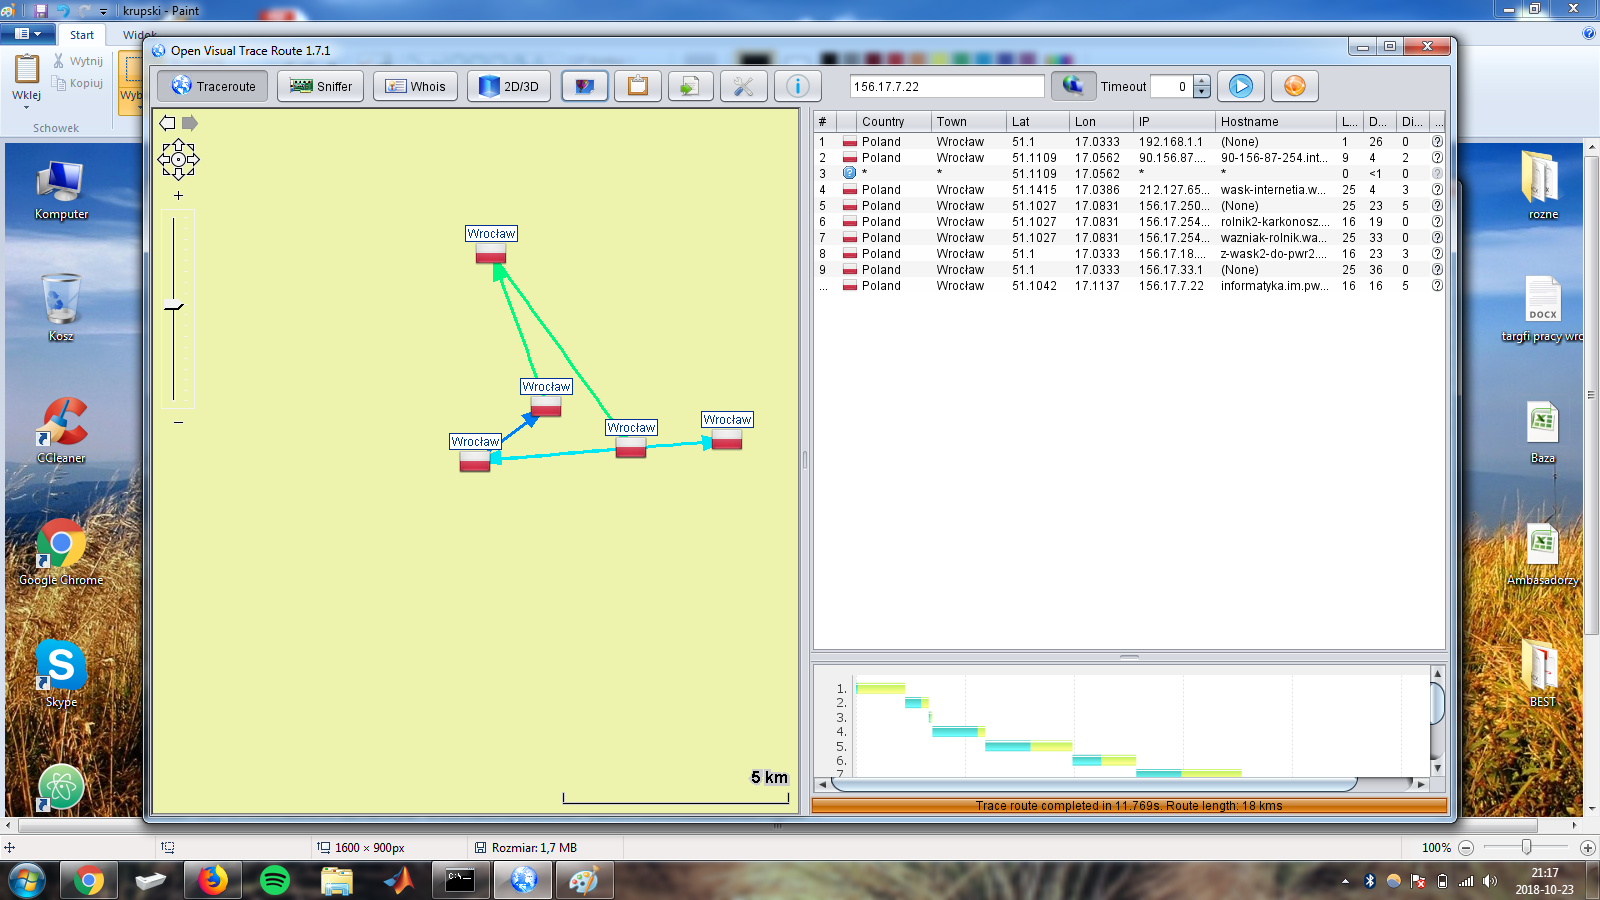 krupski - Paint
Start
Widok
Wklej
Wytnij
Kopiuj
Wyb
Schowek
Open Visual Trace Route 1.7.1
Traceroute
Sniffer
Whois
2D/3D
156.17.7.22
Timeout
0
# Country Town Lat Lon IP Hostname L... D... Di... ...
1 Poland Wrocław 51.1 17.0333 192.168.1.1 (None) 1 26 0
2 Poland Wrocław 51.1109 17.0562 90.156.87.... 90-156-87-254.int... 9 4 2
3 * * 51.1109 17.0562 * * 0 <1 0
4 Poland Wrocław 51.1415 17.0386 212.127.65... wask-internetia.w... 25 4 3
5 Poland Wrocław 51.1027 17.0831 156.17.250... (None) 25 23 5
6 Poland Wrocław 51.1027 17.0831 156.17.254... rolnik2-karkonosz... 16 19 0
7 Poland Wrocław 51.1027 17.0831 156.17.254... wazniak-rolnik.wa... 25 33 0
8 Poland Wrocław 51.1 17.0333 156.17.18.... z-wask2-do-pwr2.... 16 23 3
9 Poland Wrocław 51.1 17.0333 156.17.33.1 (None) 25 36 0
... Poland Wrocław 51.1042 17.1137 156.17.7.22 informatyka.im.pw... 16 16 5
Wrocław
Wrocław
Wrocław
Wrocław
Wrocław
5 km
1.
2.
3.
4.
5.
6.
7
Trace route completed in 11.769s. Route length: 18 kms
Komputer
Kosz
CCleaner
Google Chrome
Skype
rozne
DOCX
targfi pracy wro
Baza
Ambasadorzy
BEST
1600 × 900px
Rozmiar: 1,7 MB
100%
C:\_
21:17
2018-10-23